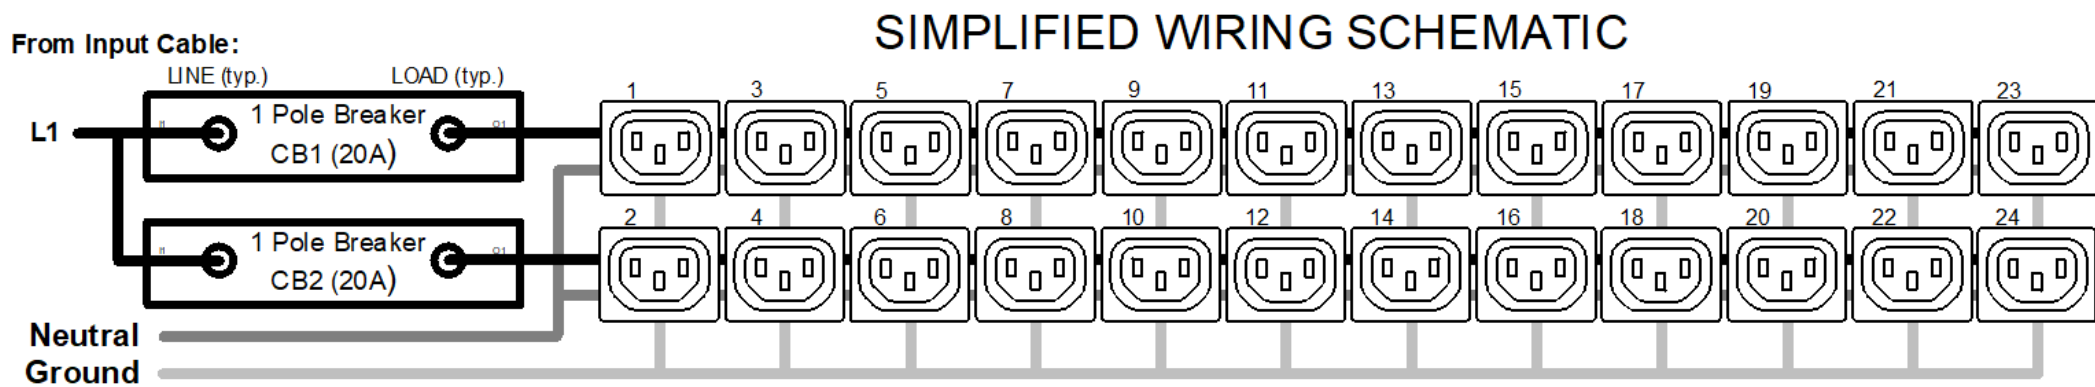 SIMPLIFIED WIRING SCHEMATIC
From Input Cable:
LINE (typ.) LOAD (typ.)
L1
1 Pole Breaker
CB1 (20A)
1 3 5 7 9 11 13 15 17 19 21 23
1 Pole Breaker
CB2 (20A)
2 4 6 8 10 12 14 16 18 20 22 24
Neutral
Ground